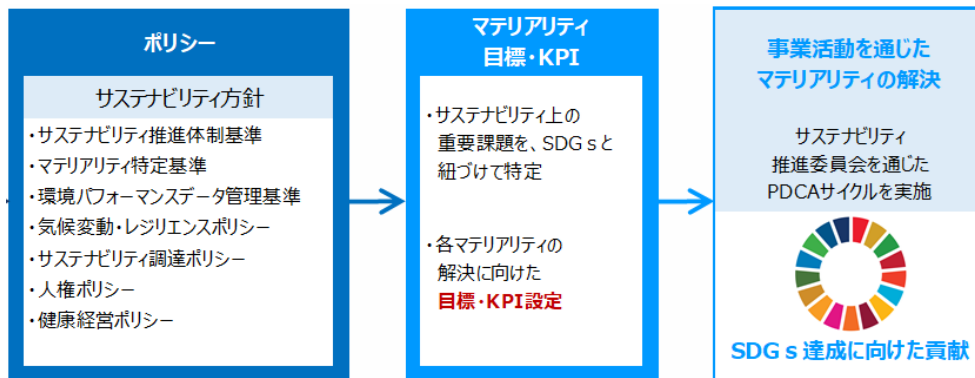 ポリシー
サステナビリティ方針
・サステナビリティ推進体制基準
・マテリアリティ特定基準
・環境パフォーマンスデータ管理基準
・気候変動・レジリエンスポリシー
・サステナビリティ調達ポリシー
・人権ポリシー
・健康経営ポリシー
マテリアリティ
目標・KPI
・サステナビリティ上の
重要課題を、SDGｓと
紐づけて特定
・各マテリアリティの
解決に向けた
目標・KPI設定
事業活動を通じた
マテリアリティの解決
サステナビリティ
推進委員会を通じた
PDCAサイクルを実施
SDGｓ達成に向けた貢献